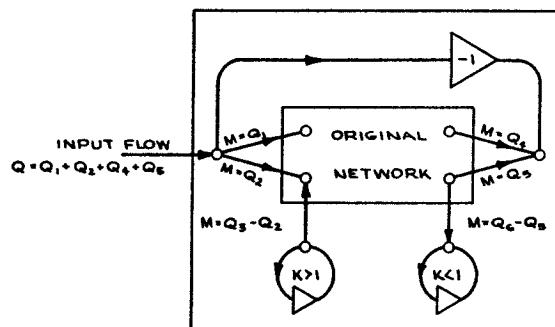 -1
M=Q1
ORIGINAL
M=Q4
INPUT FLOW
Q=Q1+Q2+Q4+Q5
M=Q2
NETWORK
M=Q5
M=Q3-Q2
M=Q6-Q5
K>1
K<1